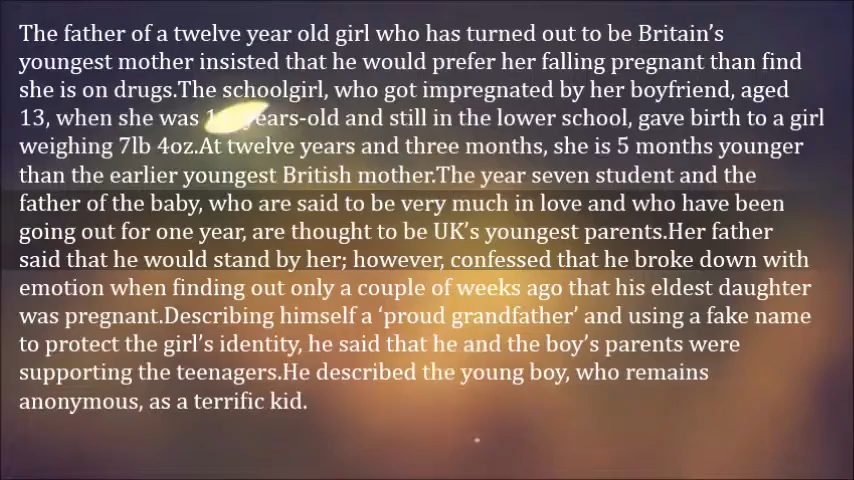 The father of a twelve year old girl who has turned out to be Britain’s
youngest mother insisted that he would prefer her falling pregnant than find
she is on drugs.The schoolgirl, who got impregnated by her boyfriend, aged
13, when she was years-old and still in the lower school, gave birth to a girl
weighing 7lb 4oz.At twelve years and three months, she is 5 months younger
than the earlier youngest British mother.The year seven student and the
father of the baby, who are said to be very much in love and who have been
going out for one year, are thought to be UK’s youngest parents.Her father
said that he would stand by her; however, confessed that he broke down with
emotion when finding out only a couple of weeks ago that his eldest daughter
was pregnant.Describing himself a ‘proud grandfather’ and using a fake name
to protect the girl’s identity, he said that he and the boy’s parents were
supporting the teenagers.He described the young boy, who remains
anonymous, as a terrific kid.